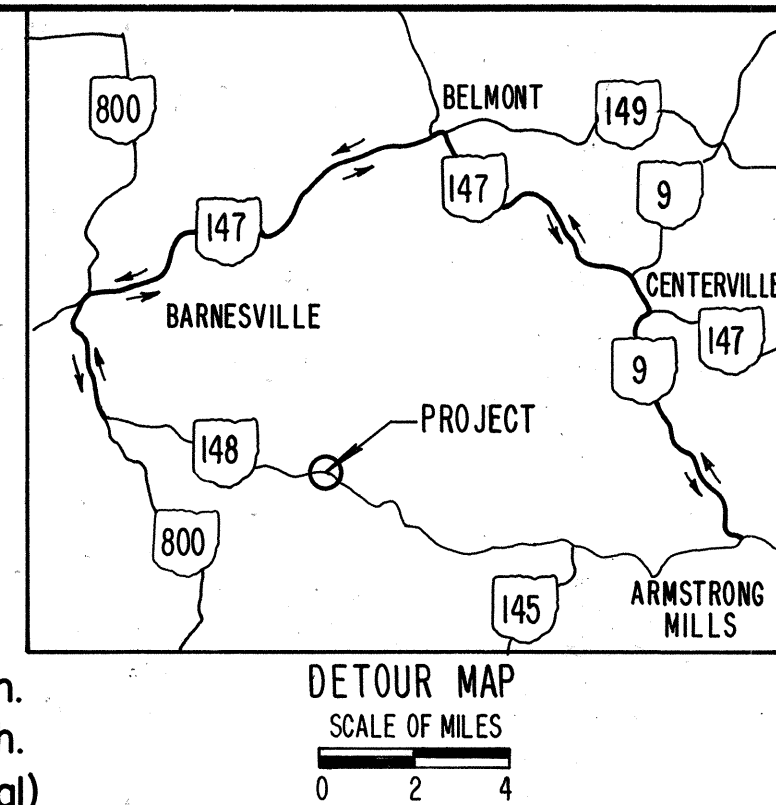 BELMONT
800
149
147
9
147
CENTERVILLE
BARNESVILLE
147
9
PROJECT
148
800
145
ARMSTRONG
MILLS
DETOUR MAP
SCALE OF MILES
0 2 4
n.
h.
al)